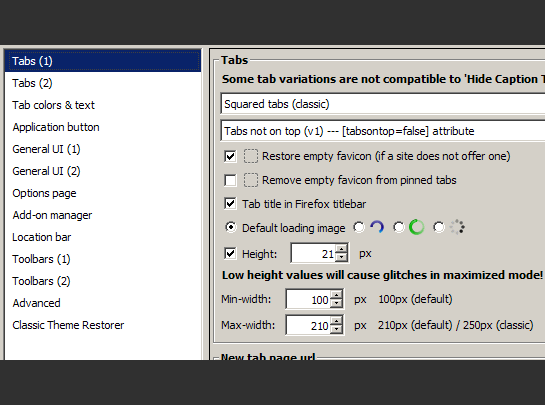 Tabs (1)
Tabs (2)
Tab colors & text
Application button
General UI (1)
General UI (2)
Options page
Add-on manager
Location bar
Toolbars (1)
Toolbars (2)
Advanced
Classic Theme Restorer
Tabs
Some tab variations are not compatible to 'Hide Caption T
Squared tabs (classic)
Tabs not on top (v1) --- [tabsontop=false] attribute
Restore empty favicon (if a site does not offer one)
Remove empty favicon from pinned tabs
Tab title in Firefox titlebar
Default loading image
Height: 21 px
Low height values will cause glitches in maximized mode!
Min-width: 100 px 100px (default)
Max-width: 210 px 210px (default) / 250px (classic)
New tab page url